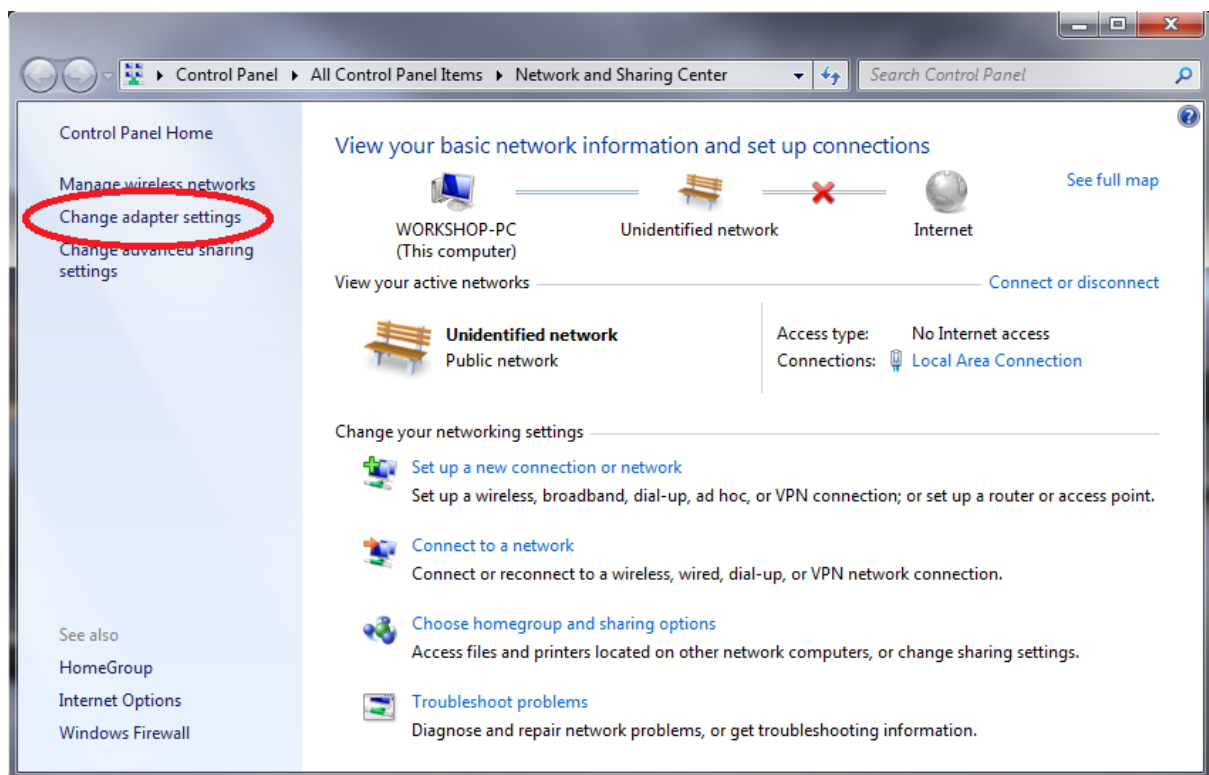 Control Panel ▸ All Control Panel Items ▸ Network and Sharing Center
Search Control Panel
Control Panel Home
Manage wireless networks
Change adapter settings
Change advanced sharing
settings
See also
HomeGroup
Internet Options
Windows Firewall
View your basic network information and set up connections
See full map
WORKSHOP-PC
(This computer)
Unidentified network
Internet
View your active networks
Connect or disconnect
Unidentified network
Public network
Access type: No Internet access
Connections: Local Area Connection
Change your networking settings
Set up a new connection or network
Set up a wireless, broadband, dial-up, ad hoc, or VPN connection; or set up a router or access point.
Connect to a network
Connect or reconnect to a wireless, wired, dial-up, or VPN network connection.
Choose homegroup and sharing options
Access files and printers located on other network computers, or change sharing settings.
Troubleshoot problems
Diagnose and repair network problems, or get troubleshooting information.